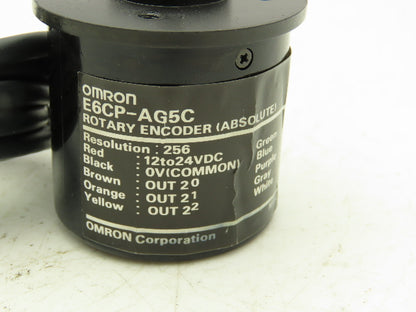 OMRON
E6CP-AG5C
ROTARY ENCODER (ABSOLUTE)
Resolution : 256
Red : 12to24VDC Green
Black : 0V(COMMON) Blue
Brown : OUT 2⁰ Purple
Orange : OUT 2¹ Gray
Yellow : OUT 2² White
OMRON Corporation